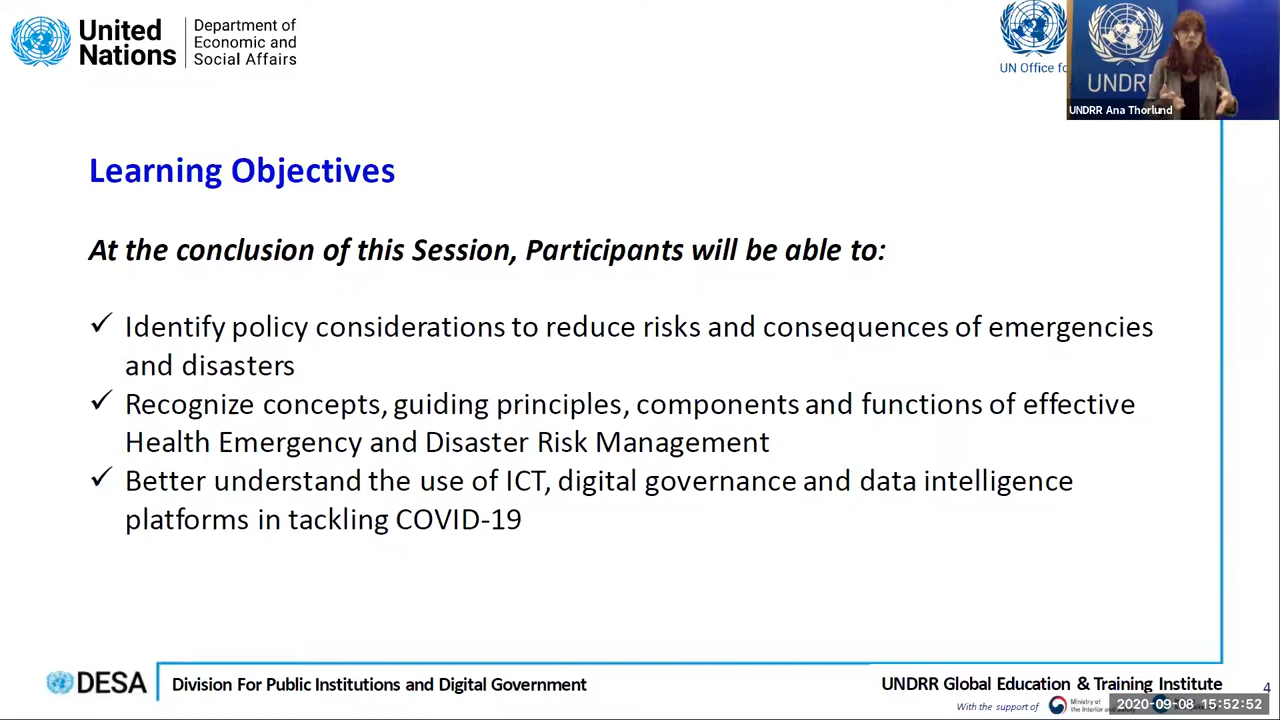 United
Nations
Department of
Economic and
Social Affairs
UN Office fo
UNDRR
UNDRR Ana Thorlund
Learning Objectives
At the conclusion of this Session, Participants will be able to:
✓ Identify policy considerations to reduce risks and consequences of emergencies
and disasters
✓ Recognize concepts, guiding principles, components and functions of effective
Health Emergency and Disaster Risk Management
✓ Better understand the use of ICT, digital governance and data intelligence
platforms in tackling COVID-19
DESA
Division For Public Institutions and Digital Government
UNDRR Global Education & Training Institute
4
With the support of
Ministry of
the Interior and
2020-09-08 15:52:52